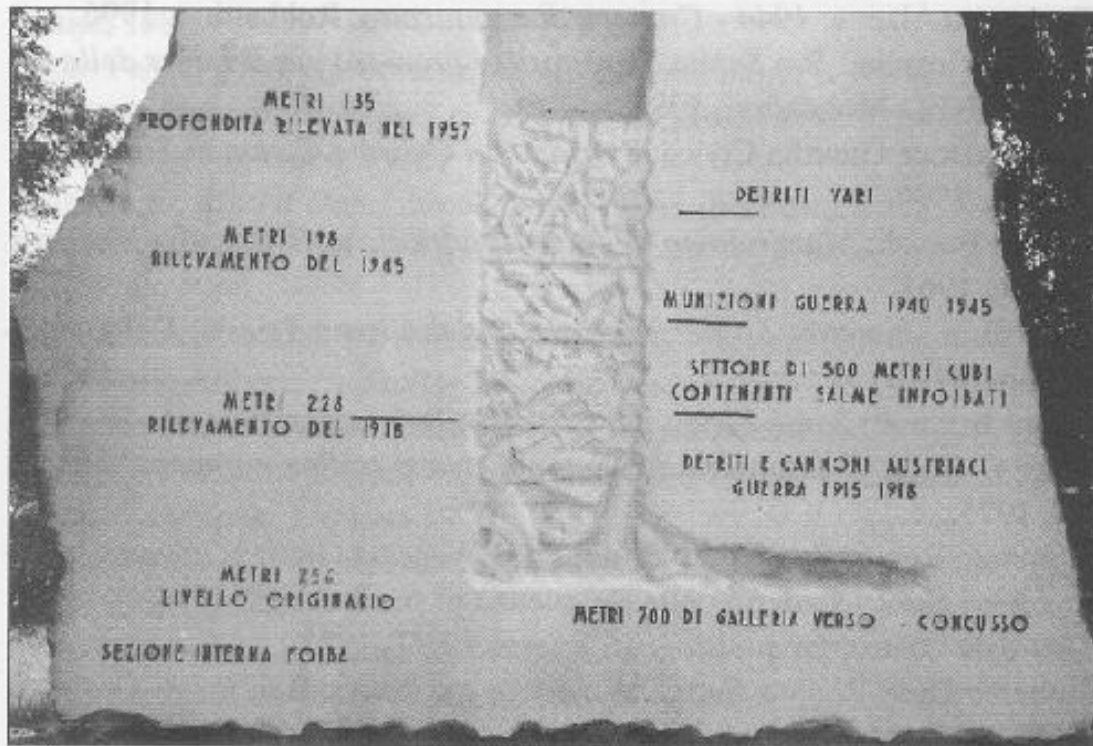 METRI 135
PROFONDITA RILEVATA NEL 1957
DETRITI VARI
METRI 198
RILEVAMENTO DEL 1945
MUNIZIONI GUERRA 1940 1945
SETTORE DI 500 METRI CUBI
CONTENENTI SALME INFOIBATI
METRI 228
RILEVAMENTO DEL 1918
DETRITI E CANNONI AUSTRIACI
GUERRA 1915 1918
METRI 256
LIVELLO ORIGINARIO
METRI 700 DI GALLERIA VERSO - CONCUSSO
SEZIONE INTERNA FOIBA